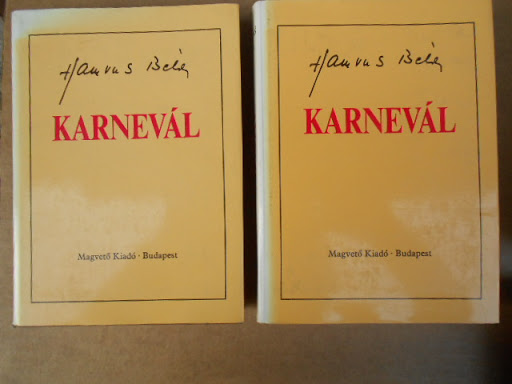 Hamvas Béla
KARNEVÁL
Magvető Kiadó · Budapest
Hamvas Béla
KARNEVÁL
Magvető Kiadó · Budapest